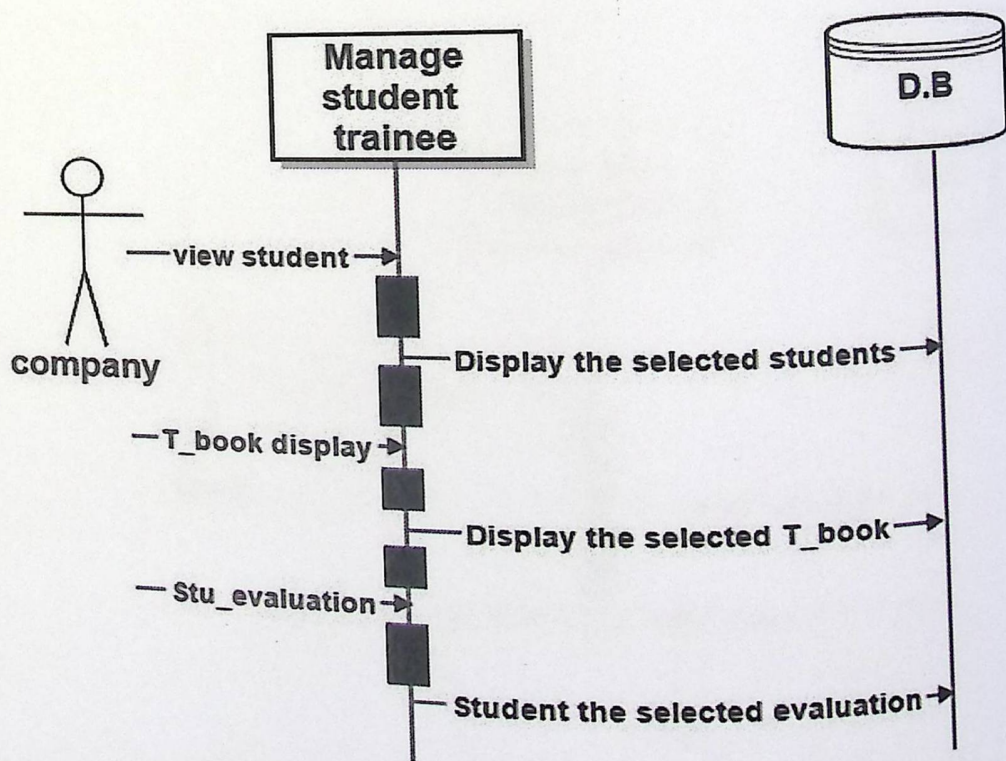 Manage
student
trainee
D.B
view student
company
Display the selected students
T_book display
Display the selected T_book
Stu_evaluation
Student the selected evaluation